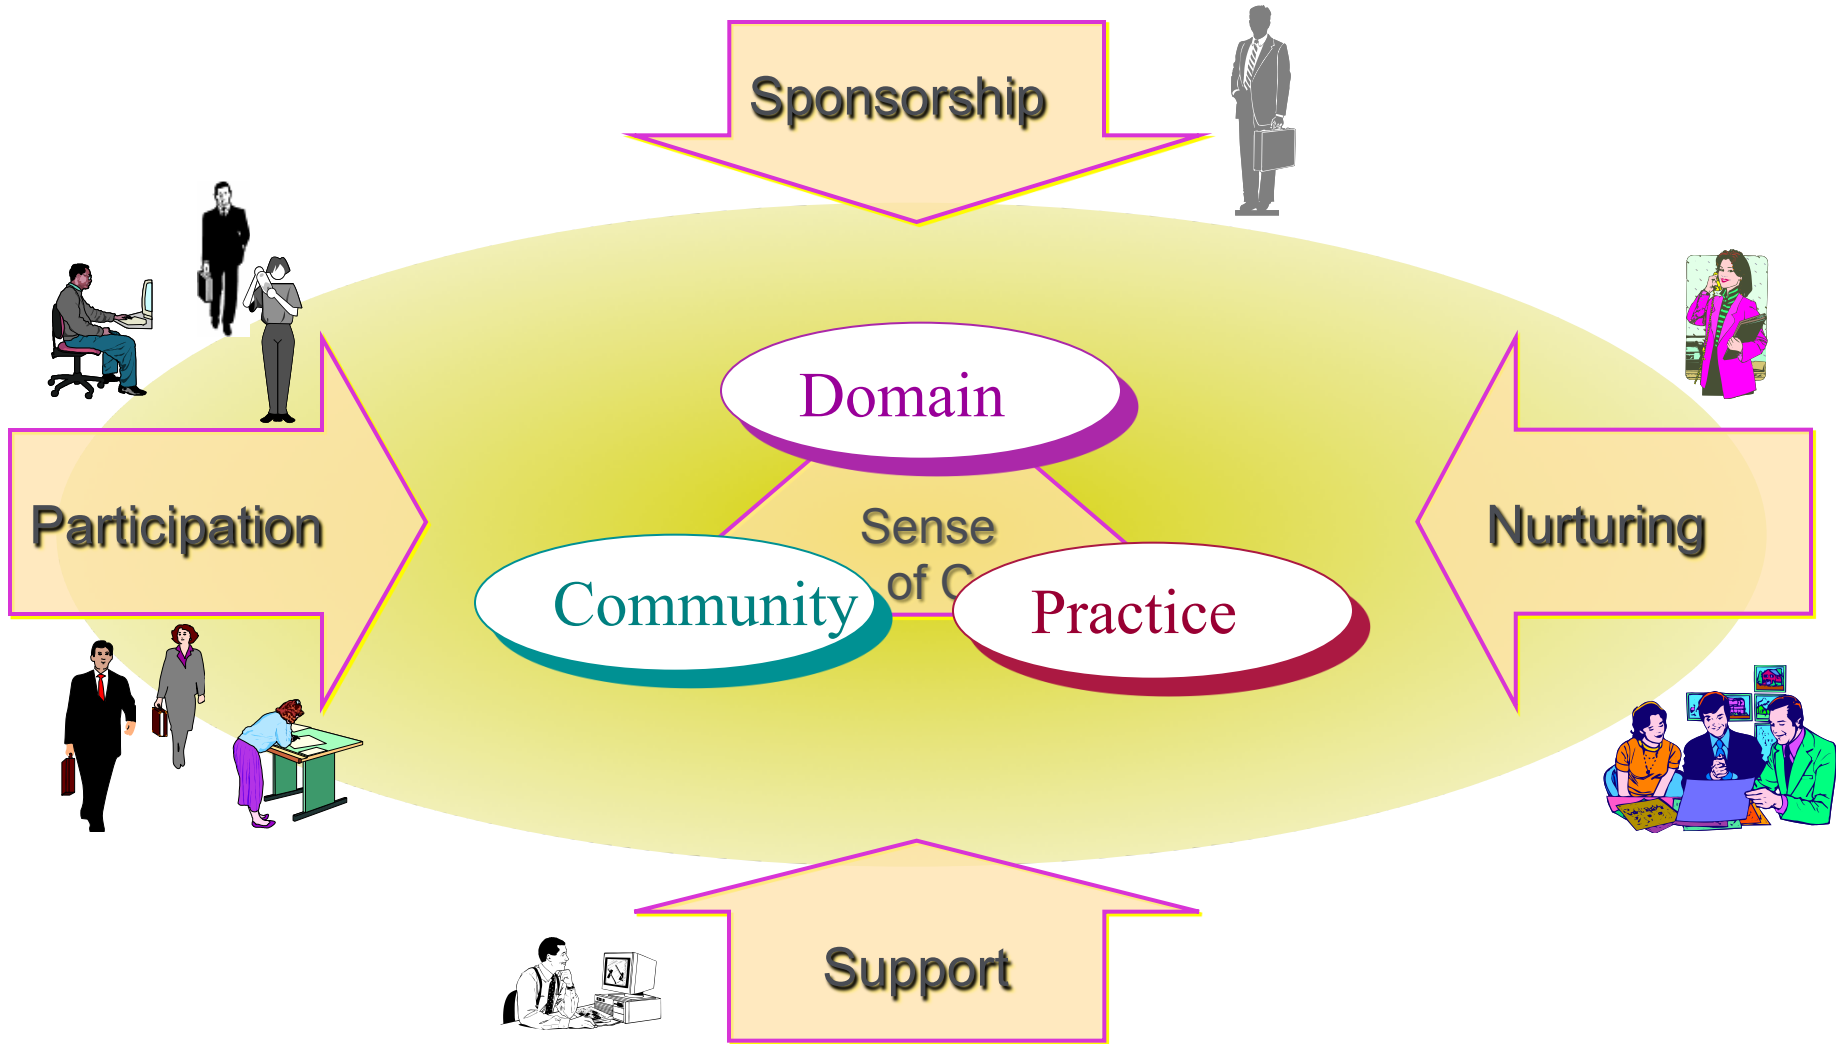 Sponsorship
Domain
Participation
Sense
Nurturing
of
Community
Practice
Support